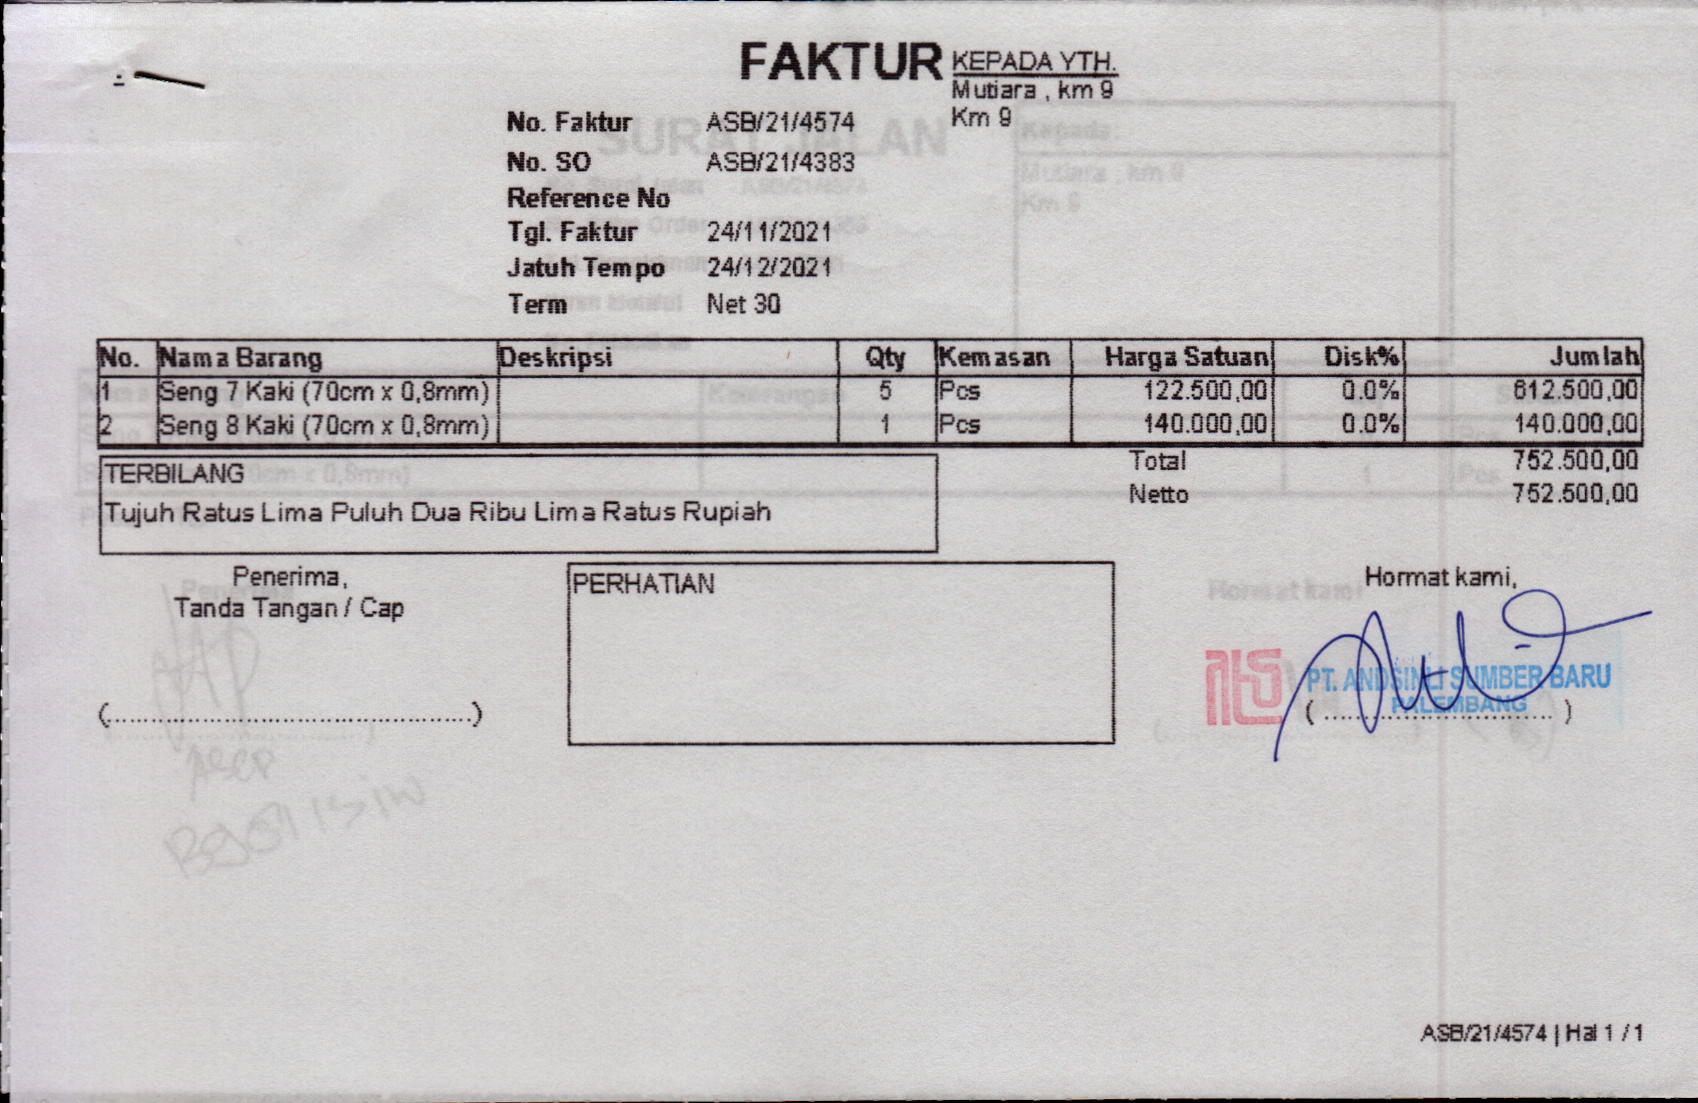 FAKTUR
KEPADA YTH.
Mutiara , km 9
Km 9
No. Faktur ASB/21/4574
No. SO ASB/21/4383
Reference No
Tgl. Faktur 24/11/2021
Jatuh Tempo 24/12/2021
Term Net 30
No. Nama Barang Deskripsi Qty Kemasan Harga Satuan Disk% Jumlah
1 Seng 7 Kaki (70cm x 0,8mm) 5 Pcs 122.500,00 0.0% 612.500,00
2 Seng 8 Kaki (70cm x 0,8mm) 1 Pcs 140.000,00 0.0% 140.000,00
Total 752.500,00
Netto 752.500,00
TERBILANG
Tujuh Ratus Lima Puluh Dua Ribu Lima Ratus Rupiah
Penerima,
Tanda Tangan / Cap
(..........................................................)
PERHATIAN
Hormat kami,
PT. ANDSINLI SUMBER BARU
PALEMBANG
( ....................................... )
ASB/21/4574 | Hal 1 / 1